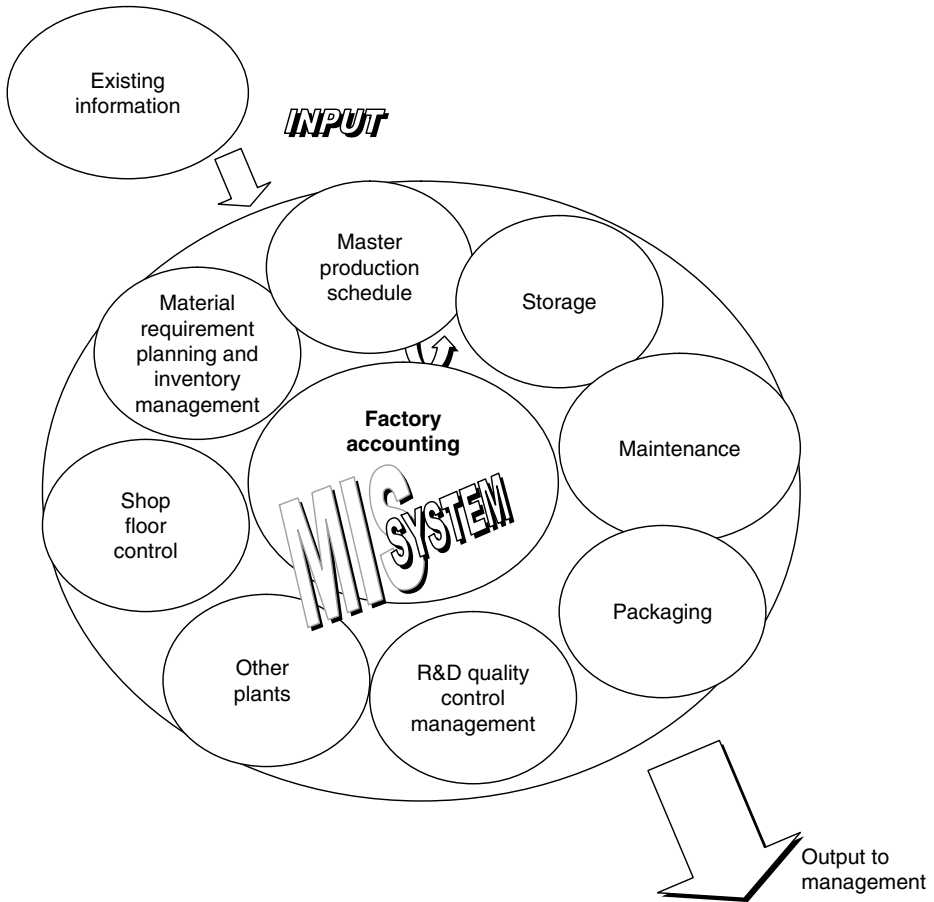 Existing
information
INPUT
Master
production
schedule
Storage
Material
requirement
planning and
inventory
management
Factory
accounting
Maintenance
MIS
SYSTEM
Shop
floor
control
Packaging
Other
plants
R&D quality
control
management
Output to
management